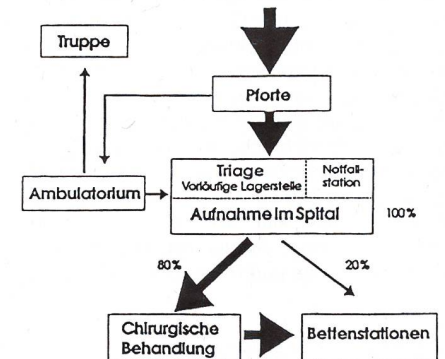 Truppe
Pforte
Triage
Vorläufige Lagerstelle
Notfall-
station
Ambulatorium
Aufnahme im Spital
100%
80%
20%
Chirurgische
Behandlung
Bettenstationen